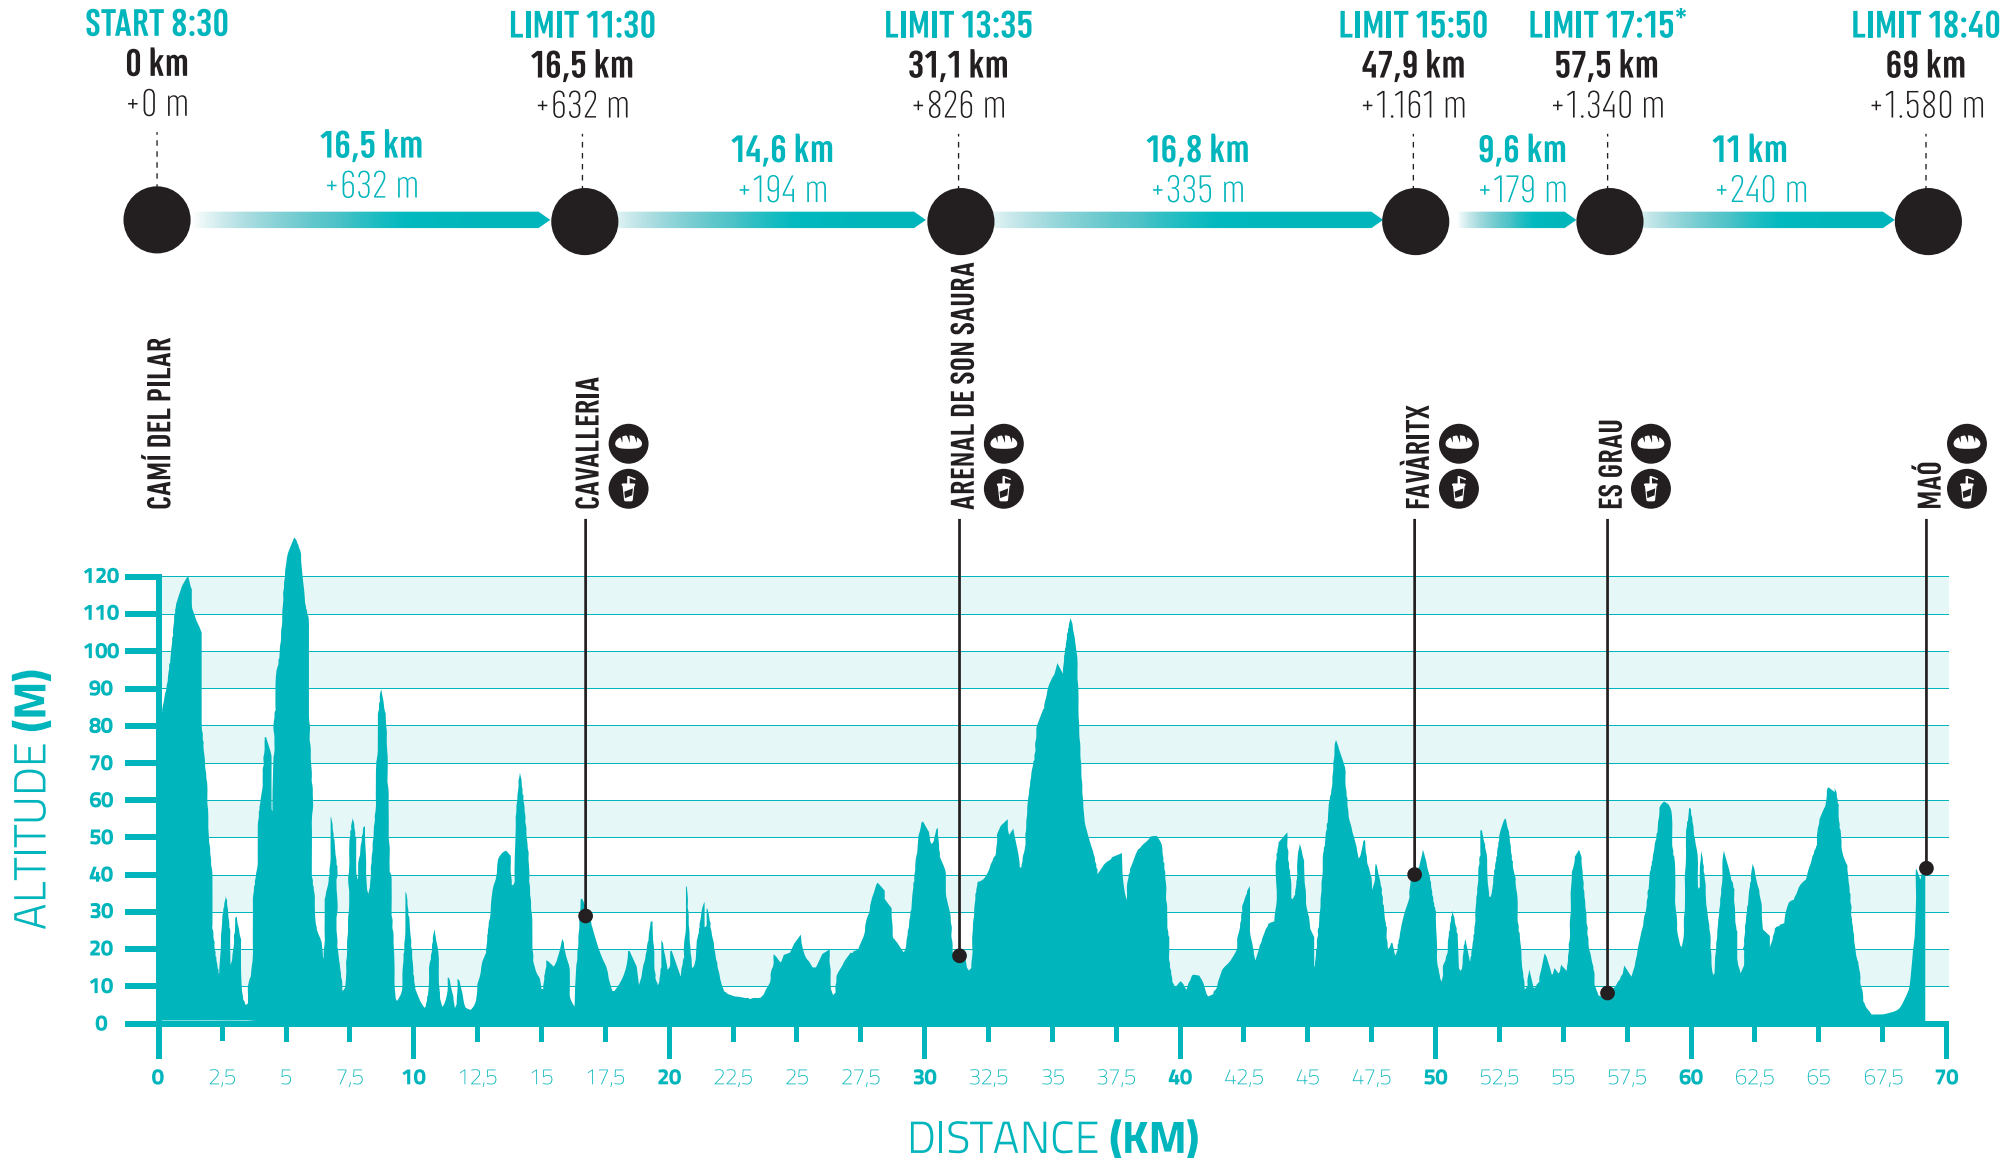 START 8:30
0 km
+0 m
LIMIT 11:30
16,5 km
+632 m
LIMIT 13:35
31,1 km
+826 m
LIMIT 15:50
47,9 km
+1.161 m
LIMIT 17:15*
57,5 km
+1.340 m
LIMIT 18:40
69 km
+1.580 m
16,5 km
+632 m
14,6 km
+194 m
16,8 km
+335 m
9,6 km
+179 m
11 km
+240 m
CAMÍ DEL PILAR
CAVALLERIA
ARENAL DE SON SAURA
FAVÀRITX
ES GRAU
MAÓ
ALTITUDE (M)
120
110
100
90
80
70
60
50
40
30
20
10
0
0 2,5 5 7,5 10 12,5 15 17,5 20 22,5 25 27,5 30 32,5 35 37,5 40 42,5 45 47,5 50 52,5 55 57,5 60 62,5 65 67,5 70
DISTANCE (KM)